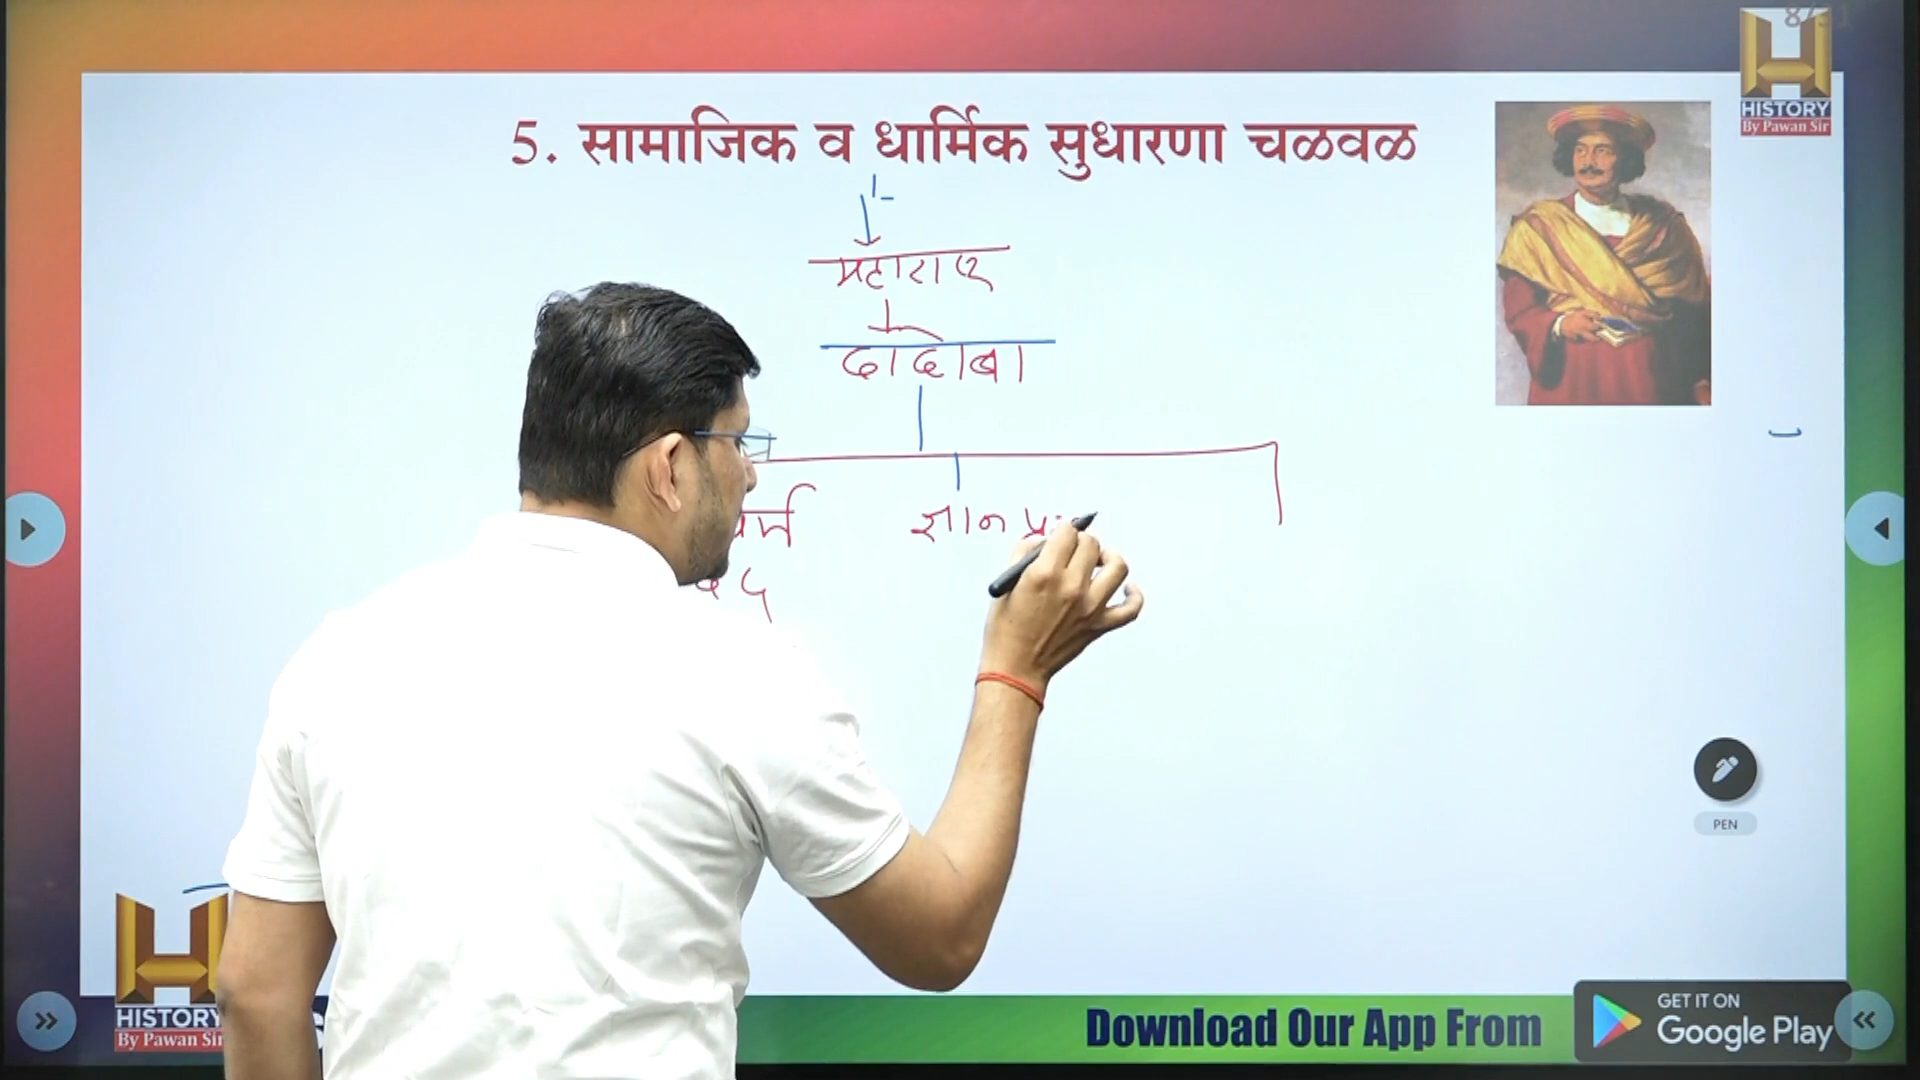 HISTORY
By Pawan Sir
5. सामाजिक व धार्मिक सुधारणा चळवळ
महाराष्ट्र
दादोबा
ज्ञान
PEN
HISTORY
By Pawan Sir
Download Our App From
GET IT ON
Google Play